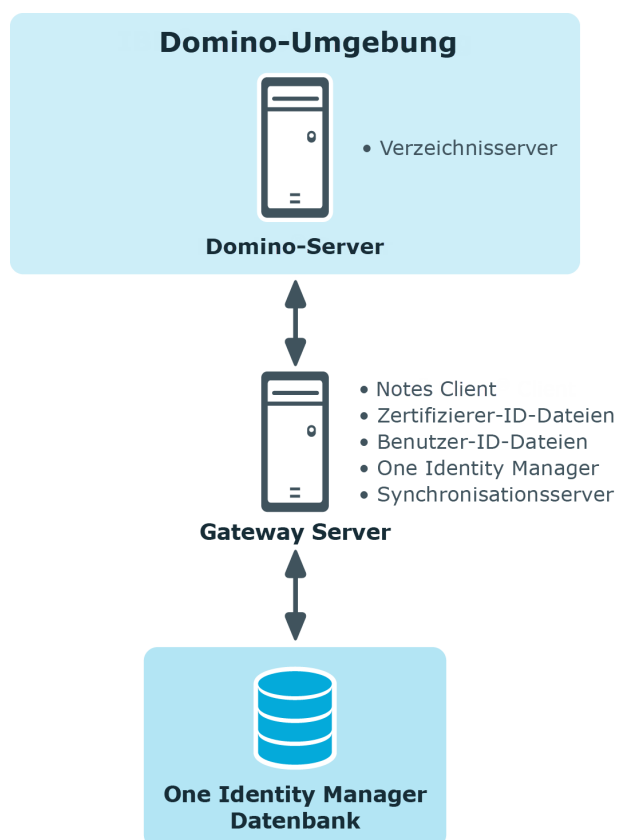 Domino-Umgebung
• Verzeichnisserver
Domino-Server
• Notes Client
• Zertifizierer-ID-Dateien
• Benutzer-ID-Dateien
• One Identity Manager
• Synchronisationsserver
Gateway Server
One Identity Manager
Datenbank